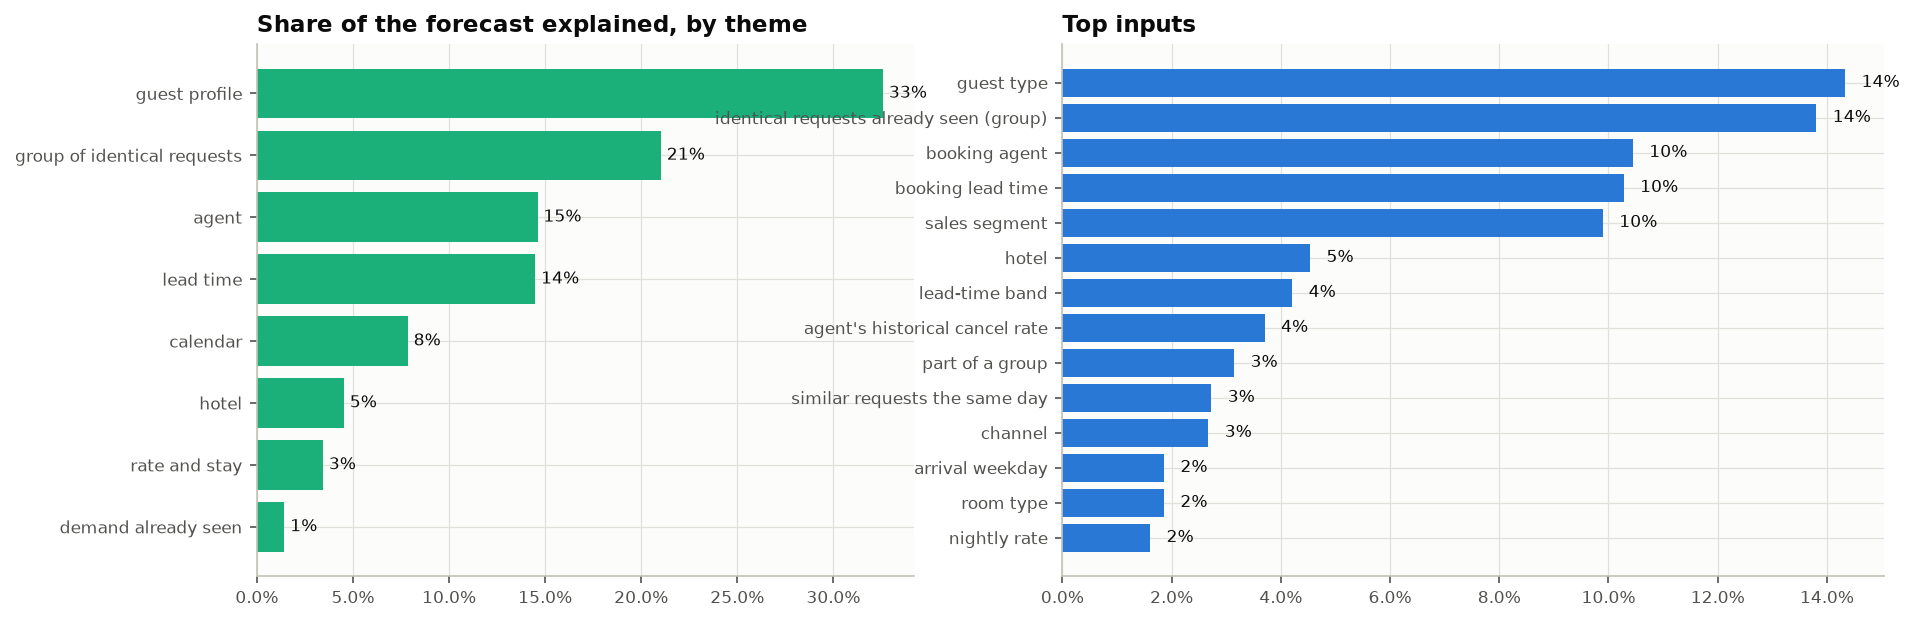 Share of the forecast explained, by theme
guest profile
33%
group of identical requests
21%
agent
15%
lead time
14%
calendar
8%
hotel
5%
rate and stay
3%
demand already seen
1%
0.0% 5.0% 10.0% 15.0% 20.0% 25.0% 30.0%
Top inputs
guest type
14%
identical requests already seen (group)
14%
booking agent
10%
booking lead time
10%
sales segment
10%
hotel
5%
lead-time band
4%
agent's historical cancel rate
4%
part of a group
3%
similar requests the same day
3%
channel
3%
arrival weekday
2%
room type
2%
nightly rate
2%
0.0% 2.0% 4.0% 6.0% 8.0% 10.0% 12.0% 14.0%